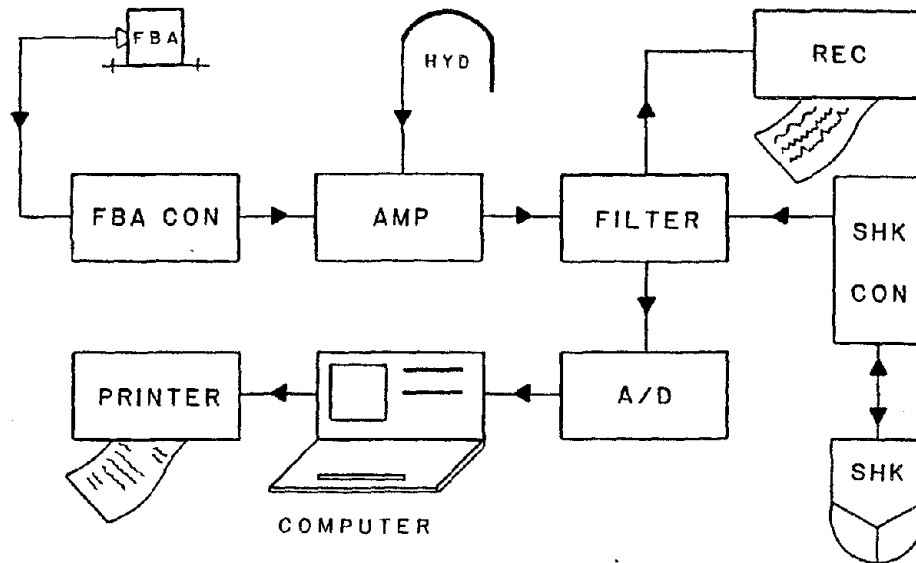 FBA
HYD
REC
FBA CON
AMP
FILTER
SHK
CON
PRINTER
A/D
SHK
COMPUTER